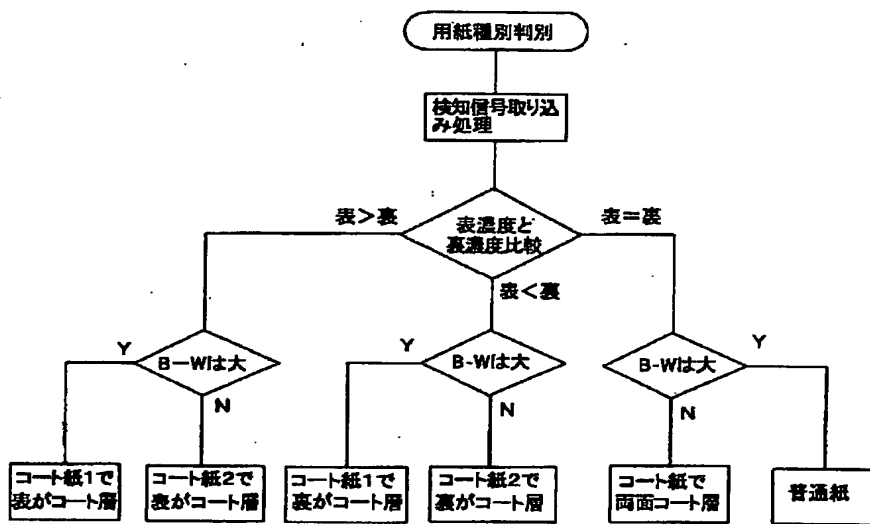 用紙種別判別
検知信号取り込
み処理
表>裏
表濃度と
裏濃度比較
表=裏
表<裏
Y
B-Wは大
N
Y
B-Wは大
N
B-Wは大
Y
N
コート紙1で
表がコート層
コート紙2で
表がコート層
コート紙1で
裏がコート層
コート紙2で
裏がコート層
コート紙で
両面コート層
普通紙